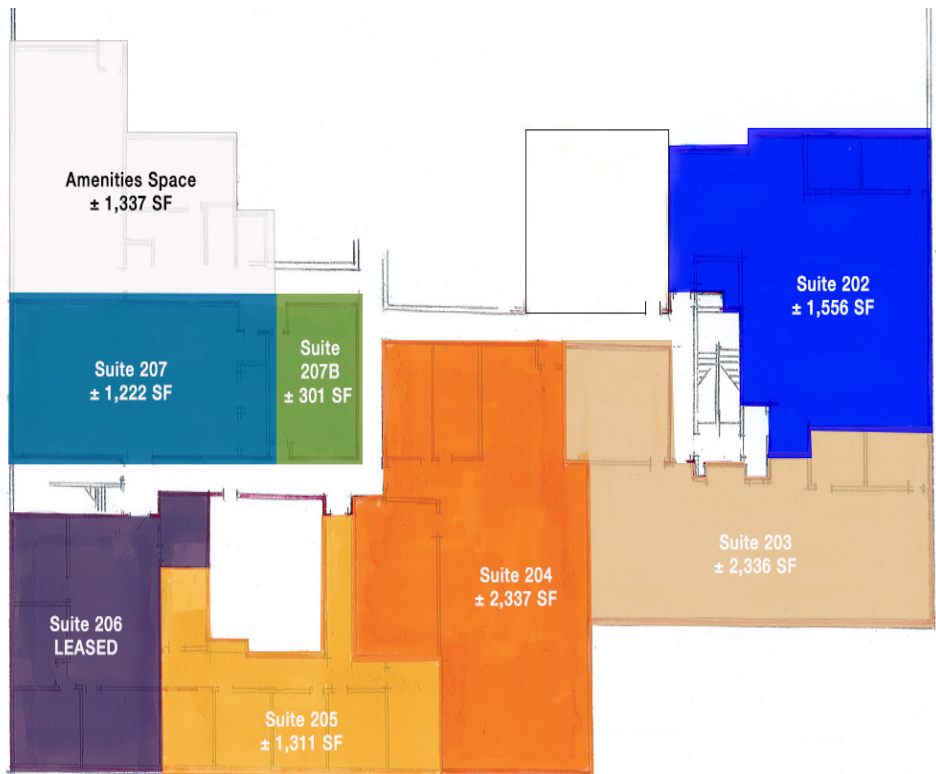 Amenities Space
± 1,337 SF
Suite 202
± 1,556 SF
Suite 207
± 1,222 SF
Suite
207B
± 301 SF
Suite 203
± 2,336 SF
Suite 204
± 2,337 SF
Suite 206
LEASED
Suite 205
± 1,311 SF